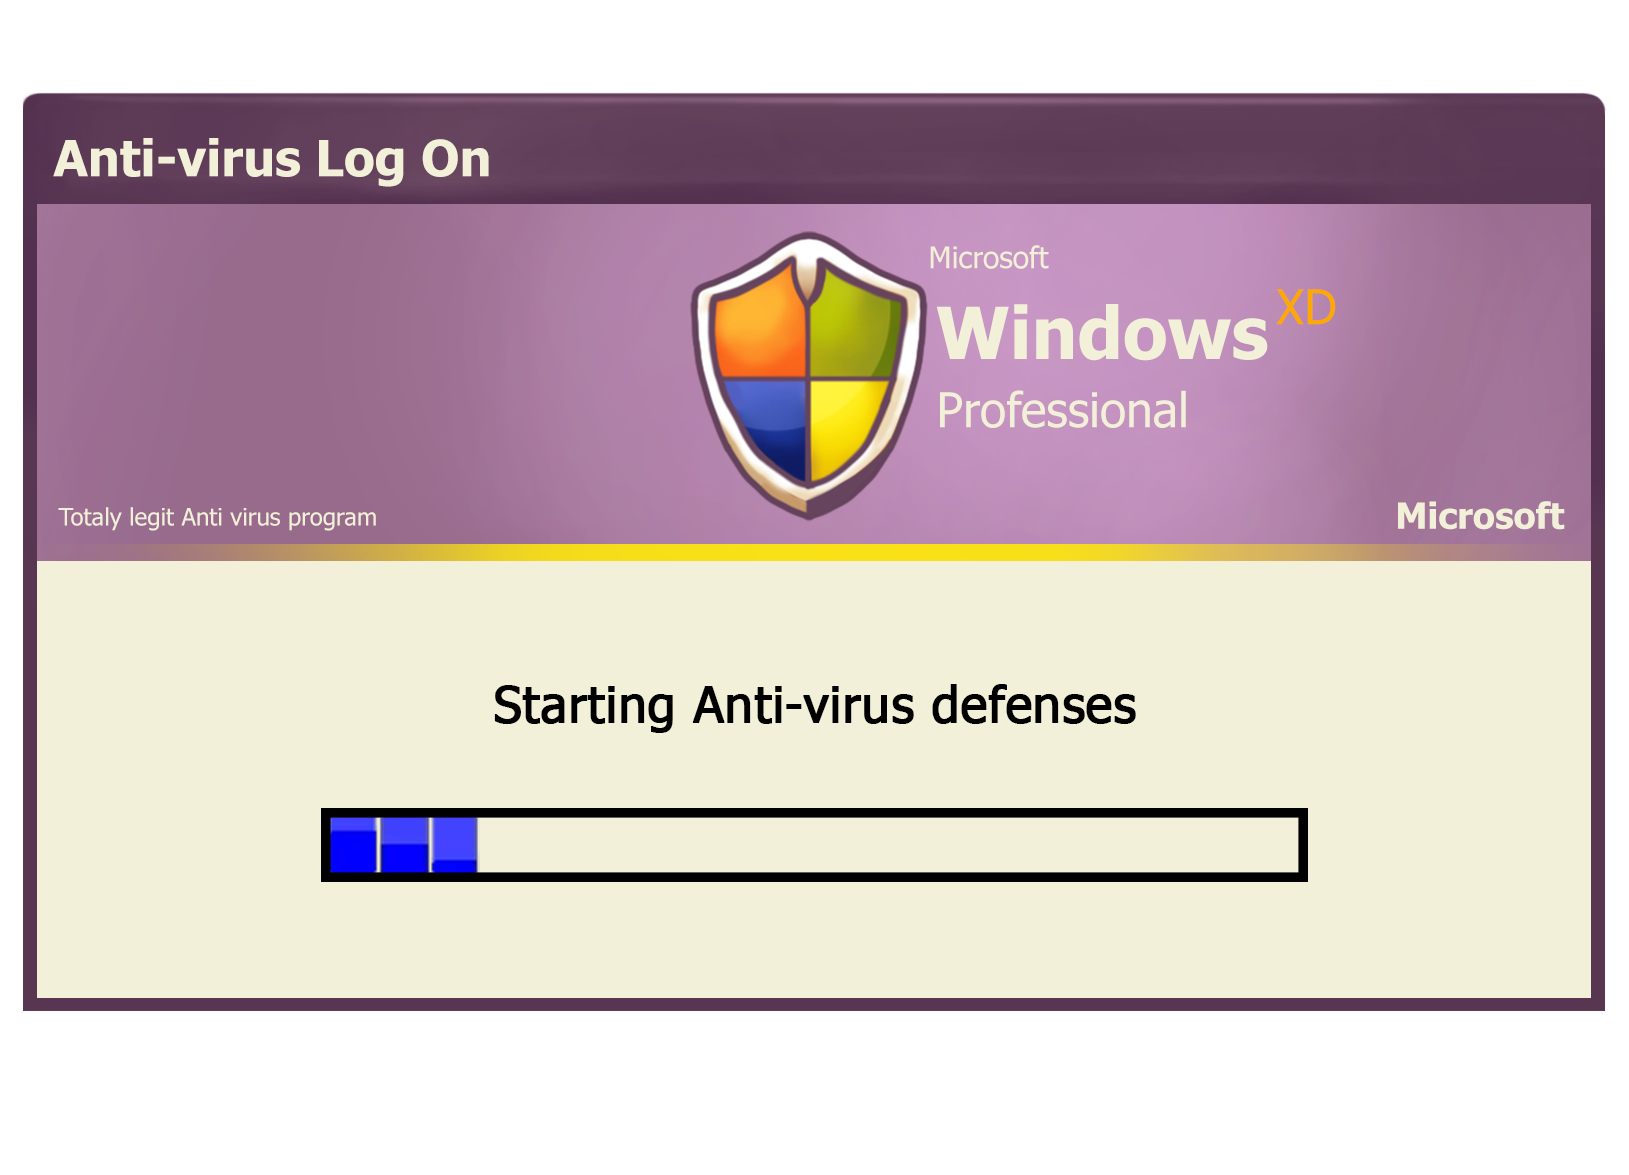 Anti-virus Log On
Microsoft
Windows XD
Professional
Totaly legit Anti virus program
Microsoft
Starting Anti-virus defenses